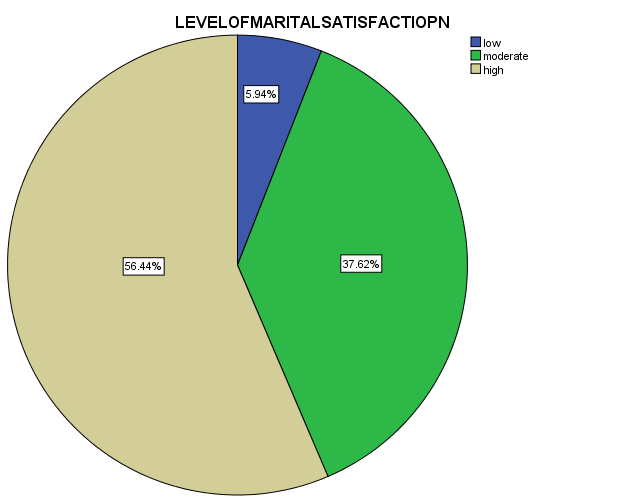 LEVELOFMARITALSATISFACTIOPN
low
moderate
high
5.94%
37.62%
56.44%